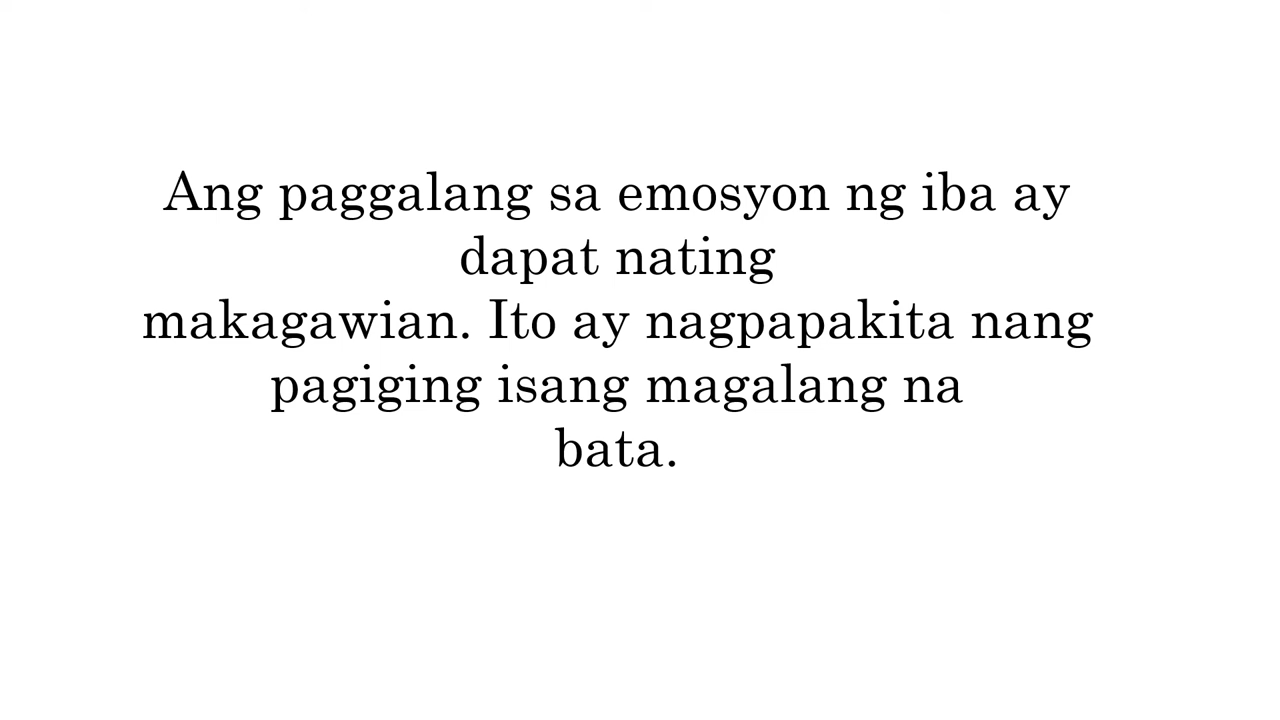 Ang paggalang sa emosyon ng iba ay
dapat nating
makagawian. Ito ay nagpapakita nang
pagiging isang magalang na
bata.